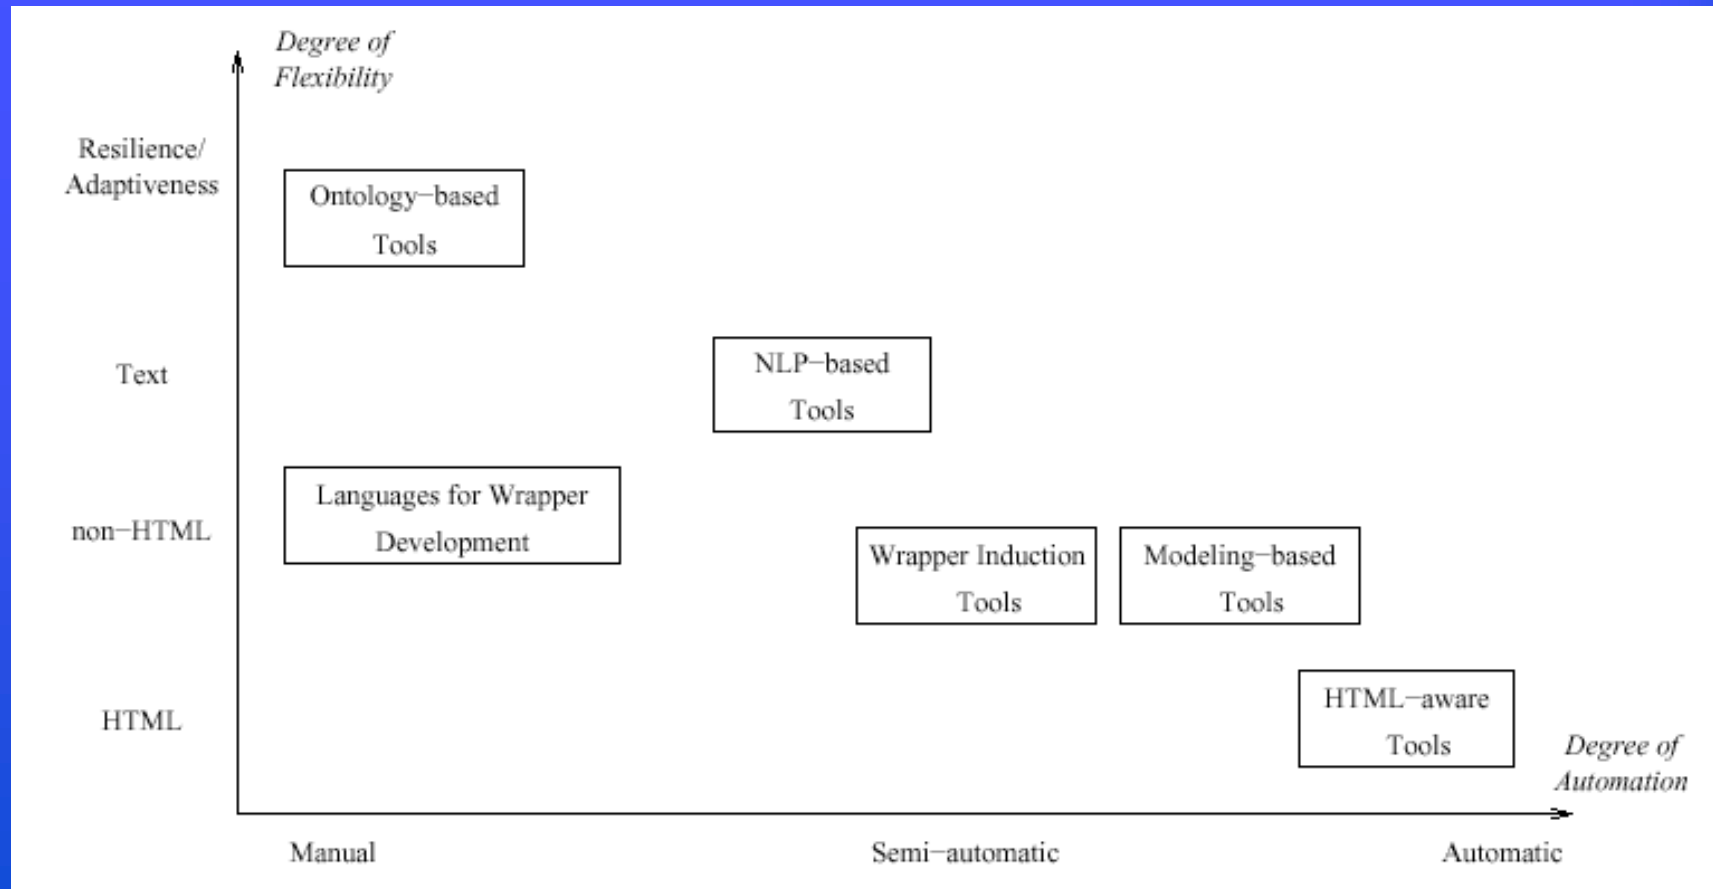 Degree of
Flexibility
Resilience/
Adaptiveness
Ontology−based
Tools
Text
NLP−based
Tools
non−HTML
Languages for Wrapper
Development
Wrapper Induction
Tools
Modeling−based
Tools
HTML
HTML−aware
Tools
Degree of
Automation
Manual
Semi−automatic
Automatic